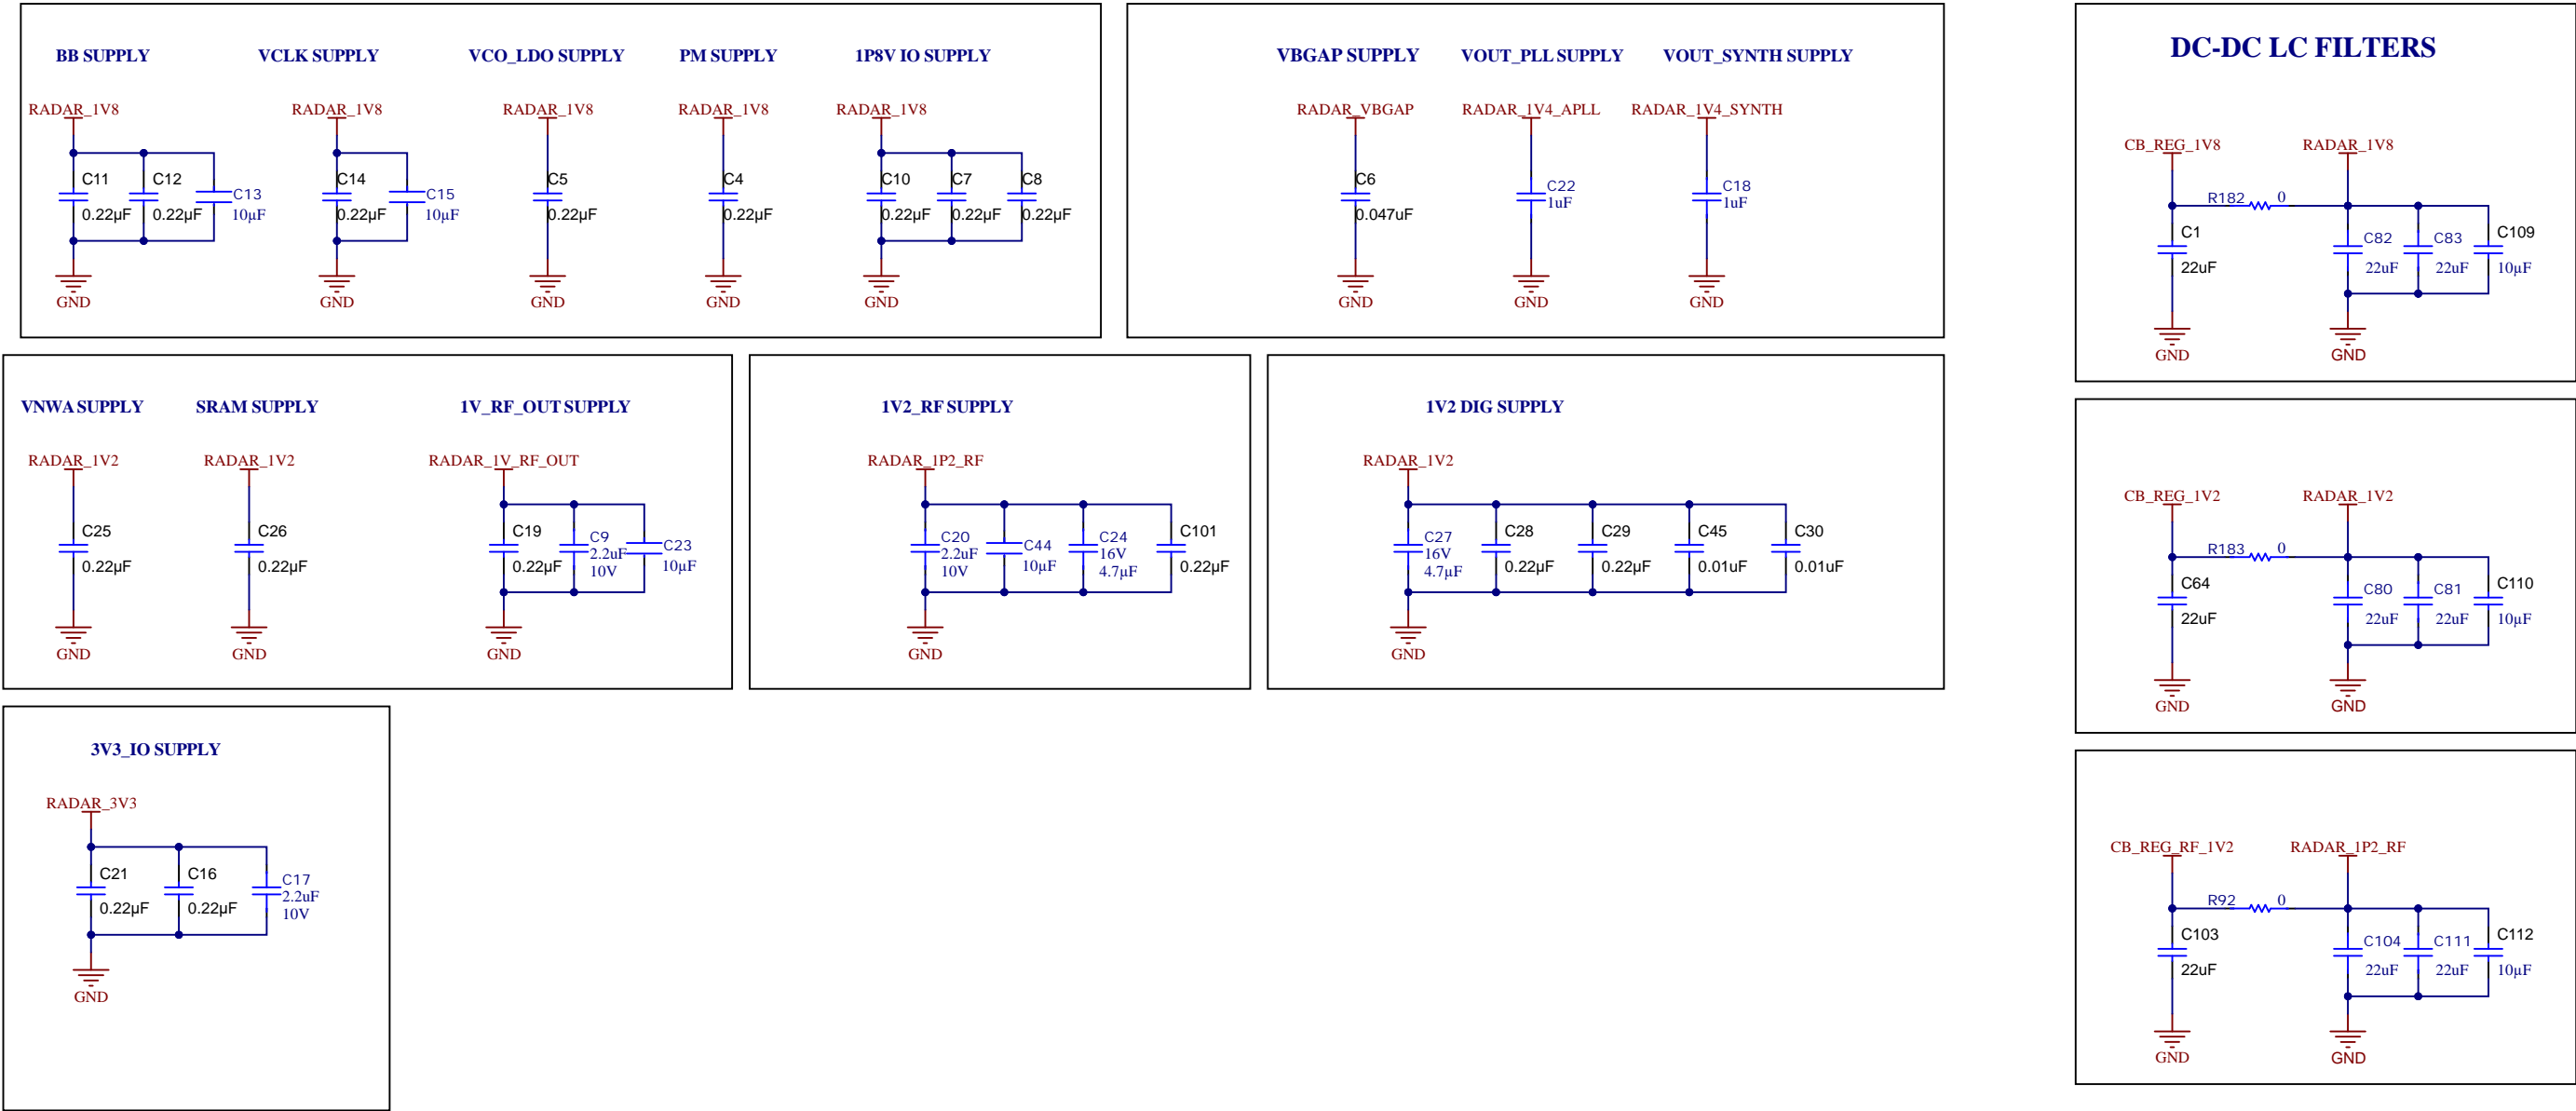 BB SUPPLY
VCLK SUPPLY
VCO_LDO SUPPLY
PM SUPPLY
1P8V IO SUPPLY
RADAR_1V8
RADAR_1V8
RADAR_1V8
RADAR_1V8
RADAR_1V8
C11
0.22µF
C12
0.22µF
C13
10µF
C14
0.22µF
C15
10µF
C5
0.22µF
C4
0.22µF
C10
0.22µF
C7
0.22µF
C8
0.22µF
GND
GND
GND
GND
GND
VBGAP SUPPLY
VOUT_PLL SUPPLY
VOUT_SYNTH SUPPLY
RADAR_VBGAP
RADAR_1V4_APLL
RADAR_1V4_SYNTH
C6
0.047uF
C22
1uF
C18
1uF
GND
GND
GND
DC-DC LC FILTERS
CB_REG_1V8
RADAR_1V8
R182
0
C1
22uF
C82
22uF
C83
22uF
C109
10µF
GND
GND
VNWA SUPPLY
SRAM SUPPLY
1V_RF_OUT SUPPLY
RADAR_1V2
RADAR_1V2
RADAR_1V_RF_OUT
C25
0.22µF
C26
0.22µF
C19
0.22µF
C9
2.2uF
10V
C23
10µF
GND
GND
GND
1V2_RF SUPPLY
RADAR_1P2_RF
C20
2.2uF
10V
C44
10µF
C24
16V
4.7µF
C101
0.22µF
GND
1V2 DIG SUPPLY
RADAR_1V2
C27
16V
4.7µF
C28
0.22µF
C29
0.22µF
C45
0.01uF
C30
0.01uF
GND
CB_REG_1V2
RADAR_1V2
R183
0
C64
22uF
C80
22uF
C81
22uF
C110
10µF
GND
GND
3V3_IO SUPPLY
RADAR_3V3
C21
0.22µF
C16
0.22µF
C17
2.2uF
10V
GND
CB_REG_RF_1V2
RADAR_1P2_RF
R92
0
C103
22uF
C104
22uF
C111
22uF
C112
10µF
GND
GND